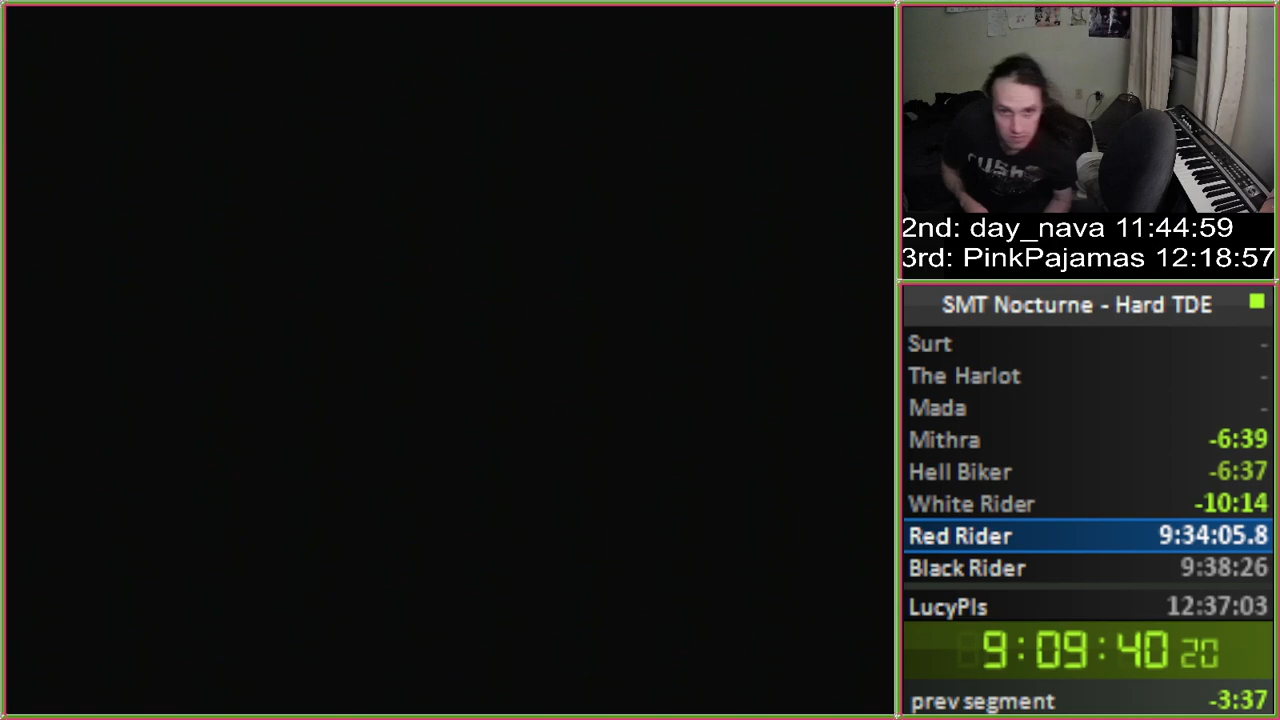 CUSH
2nd: day_nava 11:44:59
3rd: PinkPajamas 12:18:57
SMT Nocturne - Hard TDE
Surt -
The Harlot -
Mada -
Mithra -6:39
Hell Biker -6:37
White Rider -10:14
Red Rider 9:34:05.8
Black Rider 9:38:26
LucyPls 12:37:03
9:09:40 20
prev segment -3:37